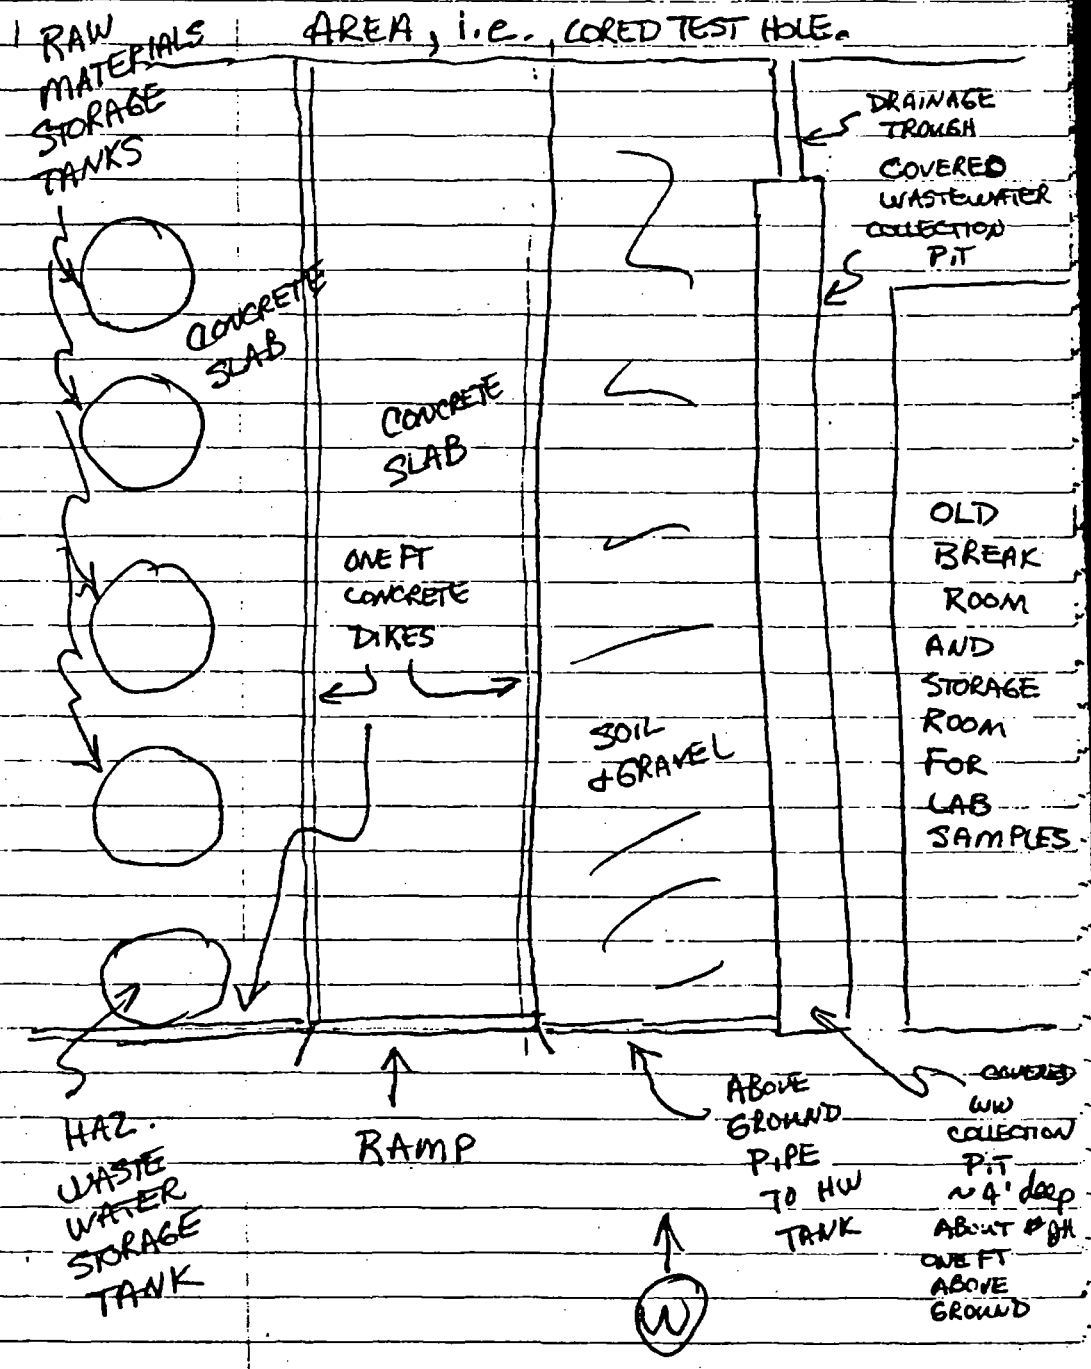 AREA, i.e., CORED TEST HOLE.
RAW
MATERIALS
STORAGE
TANKS
DRAINAGE
TROUGH
COVERED
WASTEWATER
COLLECTION
PIT
CONCRETE
SLAB
CONCRETE
SLAB
ONE FT
CONCRETE
DIKES
SOIL
+ GRAVEL
OLD
BREAK
ROOM
AND
STORAGE
ROOM
FOR
LAB
SAMPLES.
HAZ.
WASTE
WATER
STORAGE
TANK
RAMP
ABOVE
GROUND
PIPE
TO HW
TANK
COVERED
WW
COLLECTION
PIT
~4' deep
ABOUT
ONE FT
ABOVE
GROUND
W